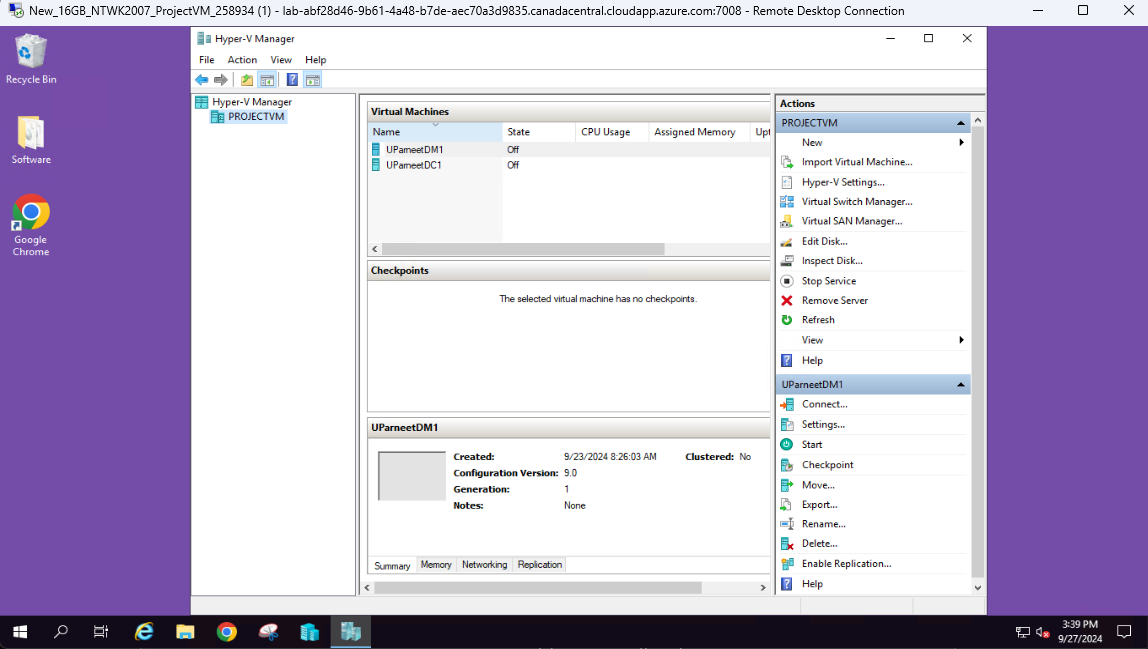 New_16GB_NTWK2007_ProjectVM_258934 (1) - lab-abf28d46-9b61-4a48-b7de-aec70a3d9835.canadacentral.cloudapp.azure.com:7008 - Remote Desktop Connection
Recycle Bin
Software
Google
Chrome
Hyper-V Manager
File Action View Help
Hyper-V Manager
PROJECTVM
Virtual Machines
Name State CPU Usage Assigned Memory Upt
UParneetDM1 Off
UParneetDC1 Off
Checkpoints
The selected virtual machine has no checkpoints.
UParneetDM1
Created: 9/23/2024 8:26:03 AM Clustered: No
Configuration Version: 9.0
Generation: 1
Notes: None
Summary Memory Networking Replication
Actions
PROJECTVM
New
Import Virtual Machine...
Hyper-V Settings...
Virtual Switch Manager...
Virtual SAN Manager...
Edit Disk...
Inspect Disk...
Stop Service
Remove Server
Refresh
View
Help
UParneetDM1
Connect...
Settings...
Start
Checkpoint
Move...
Export...
Rename...
Delete...
Enable Replication...
Help
3:39 PM
9/27/2024